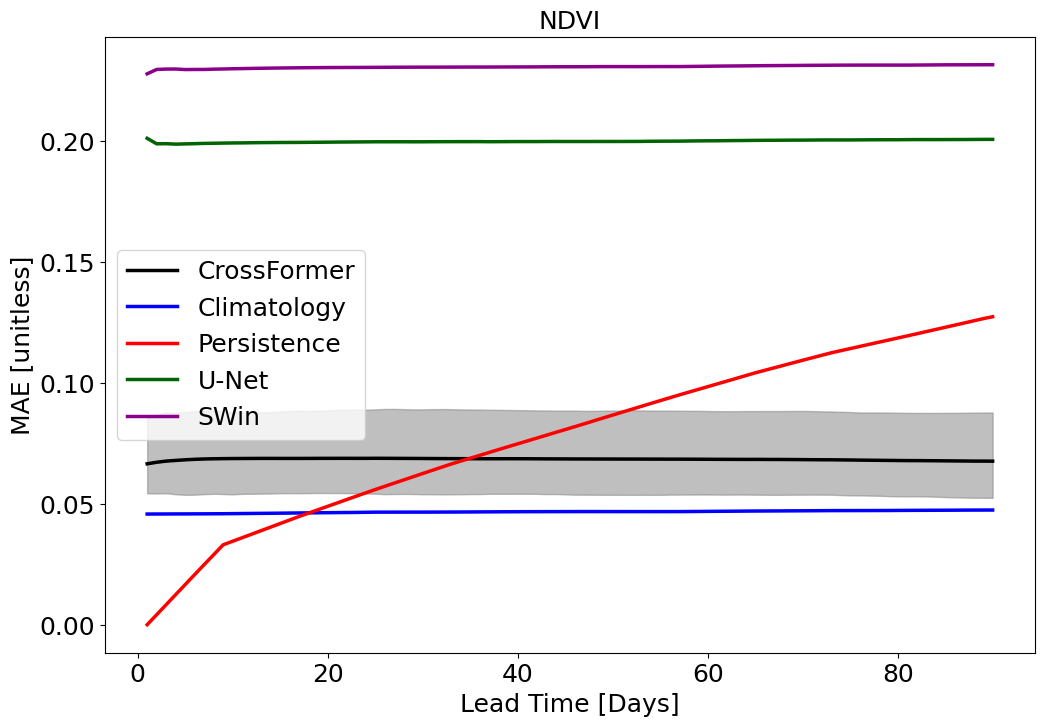 NDVI
MAE [unitless]
0.20
0.15
0.10
0.05
0.00
CrossFormer
Climatology
Persistence
U-Net
SWin
0
20
40
60
80
Lead Time [Days]